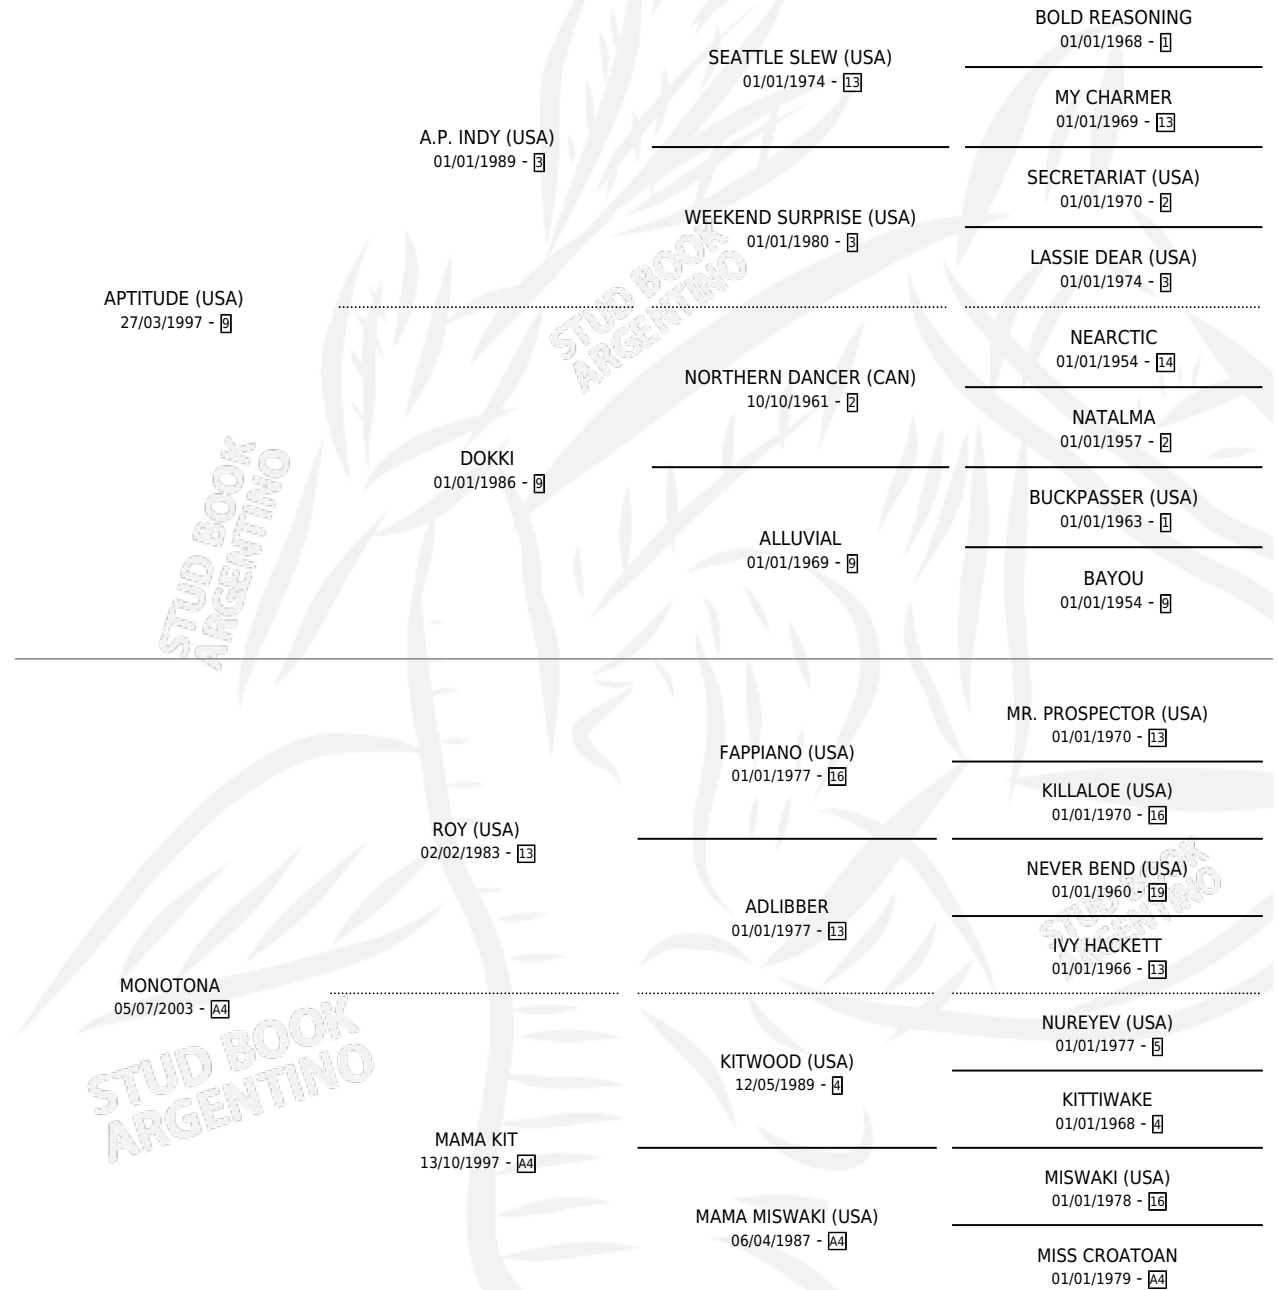 BOLD REASONING
01/01/1968 - 1
SEATTLE SLEW (USA)
01/01/1974 - 13
MY CHARMER
01/01/1969 - 13
A.P. INDY (USA)
01/01/1989 - 3
SECRETARIAT (USA)
01/01/1970 - 2
WEEKEND SURPRISE (USA)
01/01/1980 - 3
LASSIE DEAR (USA)
01/01/1974 - 3
STUD BOOK
ARGENTINO
APTITUDE (USA)
27/03/1997 - 9
NEARCTIC
01/01/1954 - 14
NORTHERN DANCER (CAN)
10/10/1961 - 2
NATALMA
01/01/1957 - 2
DOKKI
01/01/1986 - 9
BUCKPASSER (USA)
01/01/1963 - 1
ALLUVIAL
01/01/1969 - 9
BAYOU
01/01/1954 - 9
STUD BOOK
ARGENTINO
MR. PROSPECTOR (USA)
01/01/1970 - 13
FAPPIANO (USA)
01/01/1977 - 16
KILLALOE (USA)
01/01/1970 - 16
ROY (USA)
02/02/1983 - 13
NEVER BEND (USA)
01/01/1960 - 19
ADLIBBER
01/01/1977 - 13
IVY HACKETT
01/01/1966 - 13
STUD BOOK
ARGENTINO
MONOTONA
05/07/2003 - A4
NUREYEV (USA)
01/01/1977 - 5
KITWOOD (USA)
12/05/1989 - 4
KITTIWAKE
01/01/1968 - 4
STUD BOOK
ARGENTINO
MAMA KIT
13/10/1997 - A4
MISWAKI (USA)
01/01/1978 - 16
MAMA MISWAKI (USA)
06/04/1987 - A4
MISS CROATOAN
01/01/1979 - A4